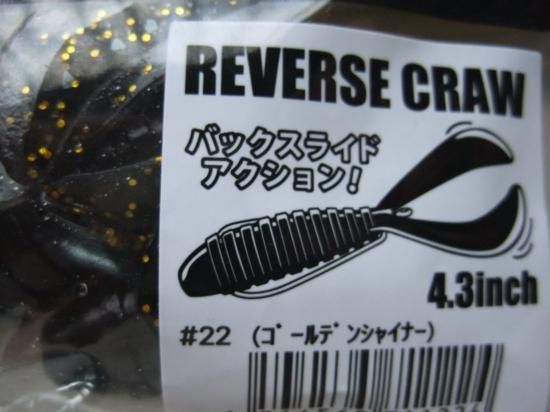 REVERSE CRAW
バックスライド
アクション!
4.3inch
#22 (ゴールデンシャイナー)